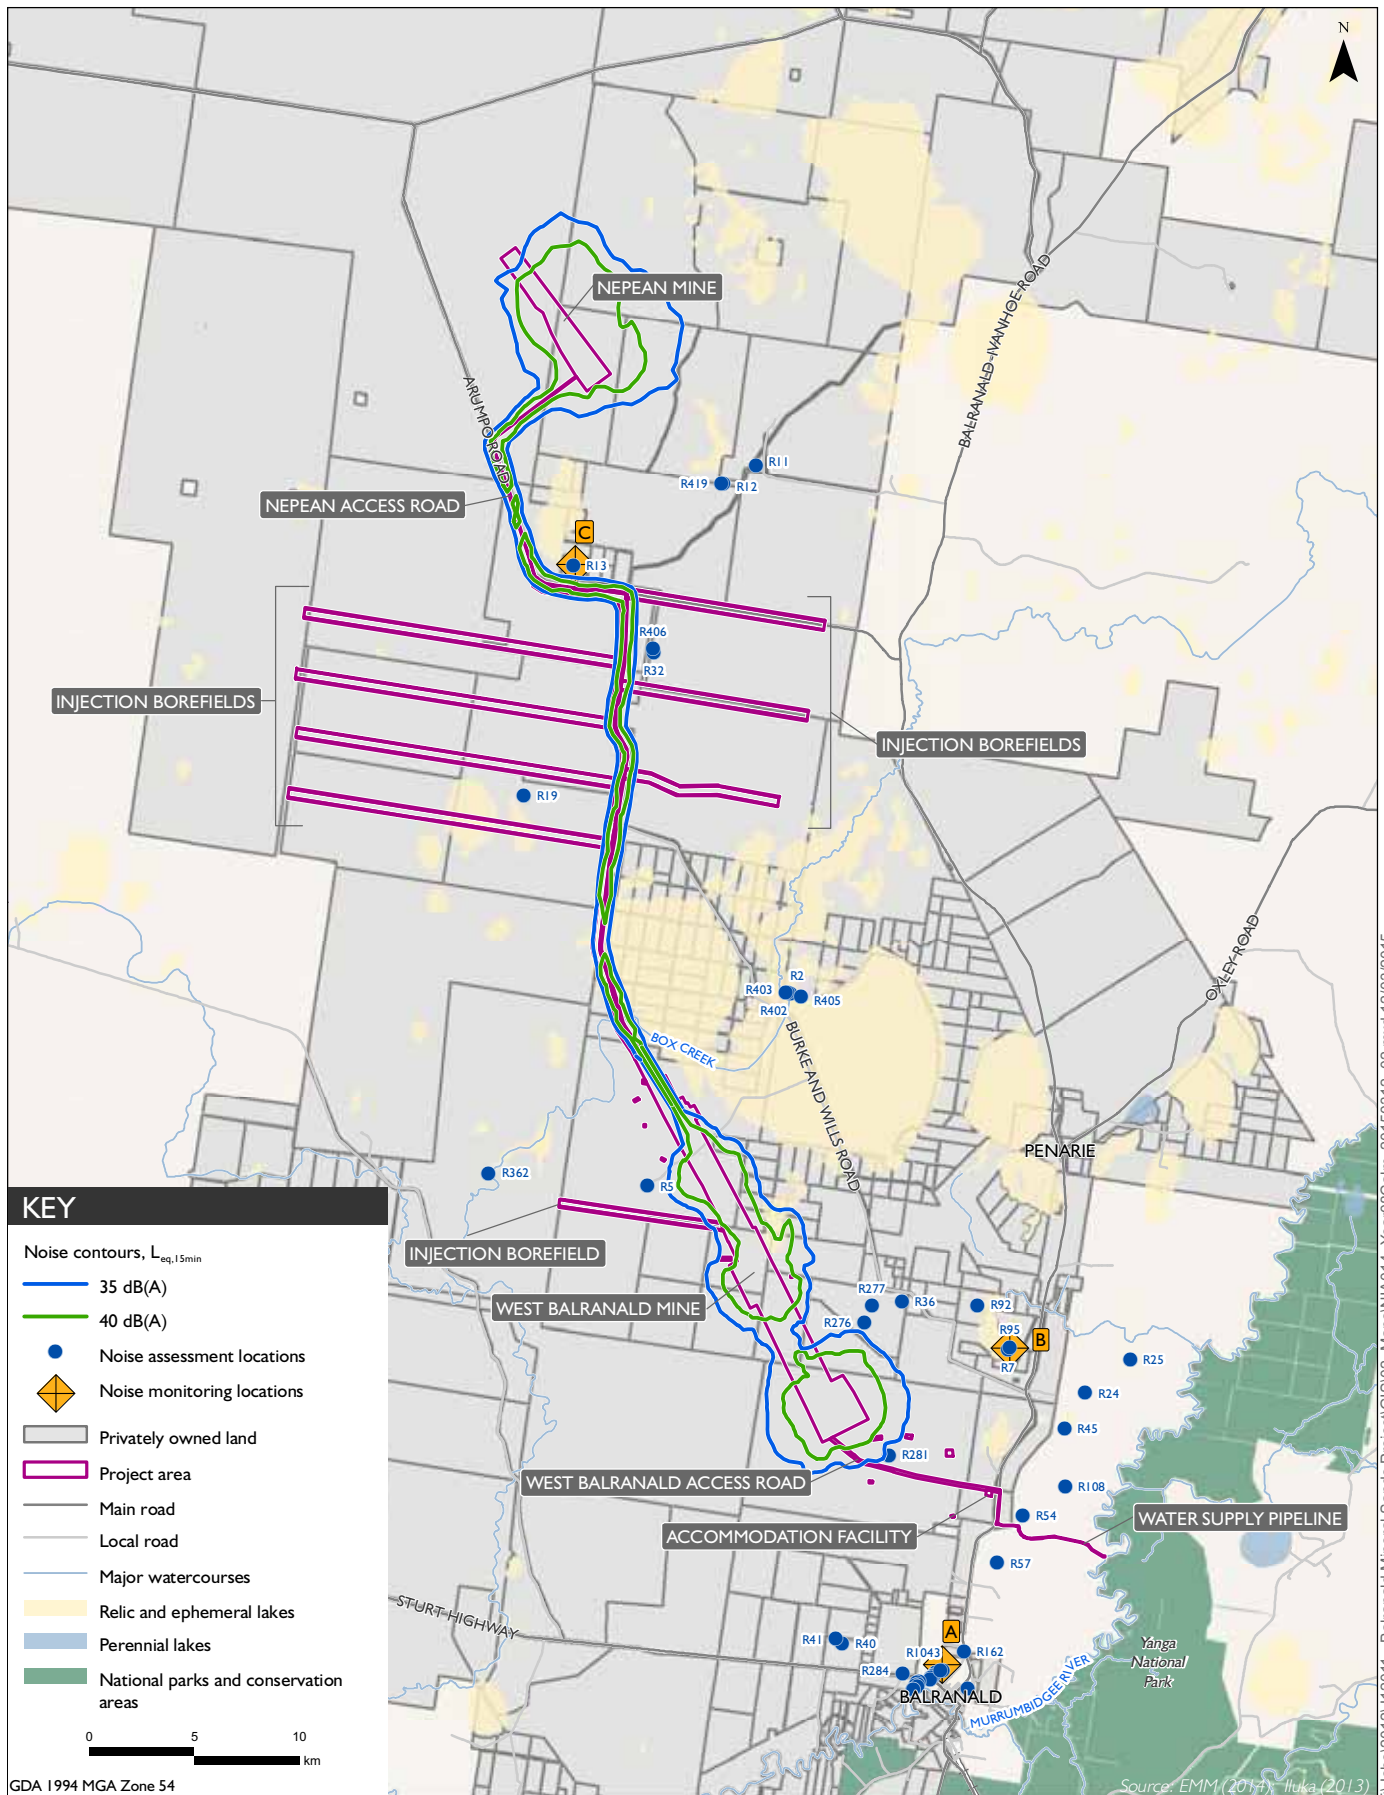 N
NEPEAN MINE
BALRANALD-IVANHOE-ROAD
ARUMPO ROAD
R11
R419
R12
NEPEAN ACCESS ROAD
C
R13
R406
R32
INJECTION BOREFIELDS
INJECTION BOREFIELDS
R19
OXLEY-ROAD
R2
R403
R405
R402
BURKE AND WILLS ROAD
BOX CREEK
PENARIE
R362
R5
INJECTION BOREFIELD
WEST BALRANALD MINE
R277
R36
R92
R276
R95
B
R7
R25
R24
R45
R281
WEST BALRANALD ACCESS ROAD
R108
R54
WATER SUPPLY PIPELINE
ACCOMMODATION FACILITY
R57
STURT HIGHWAY
A
R41
R40
R1043
R162
R284
BALRANALD
MURRUMBIDGEE RIVER
Yanga
National
Park
KEY
Noise contours, Leq,15min
35 dB(A)
40 dB(A)
Noise assessment locations
Noise monitoring locations
Privately owned land
Project area
Main road
Local road
Major watercourses
Relic and ephemeral lakes
Perennial lakes
National parks and conservation
areas
0 5 10
km
GDA 1994 MGA Zone 54
Source: EMM (2014); Iluka (2013)